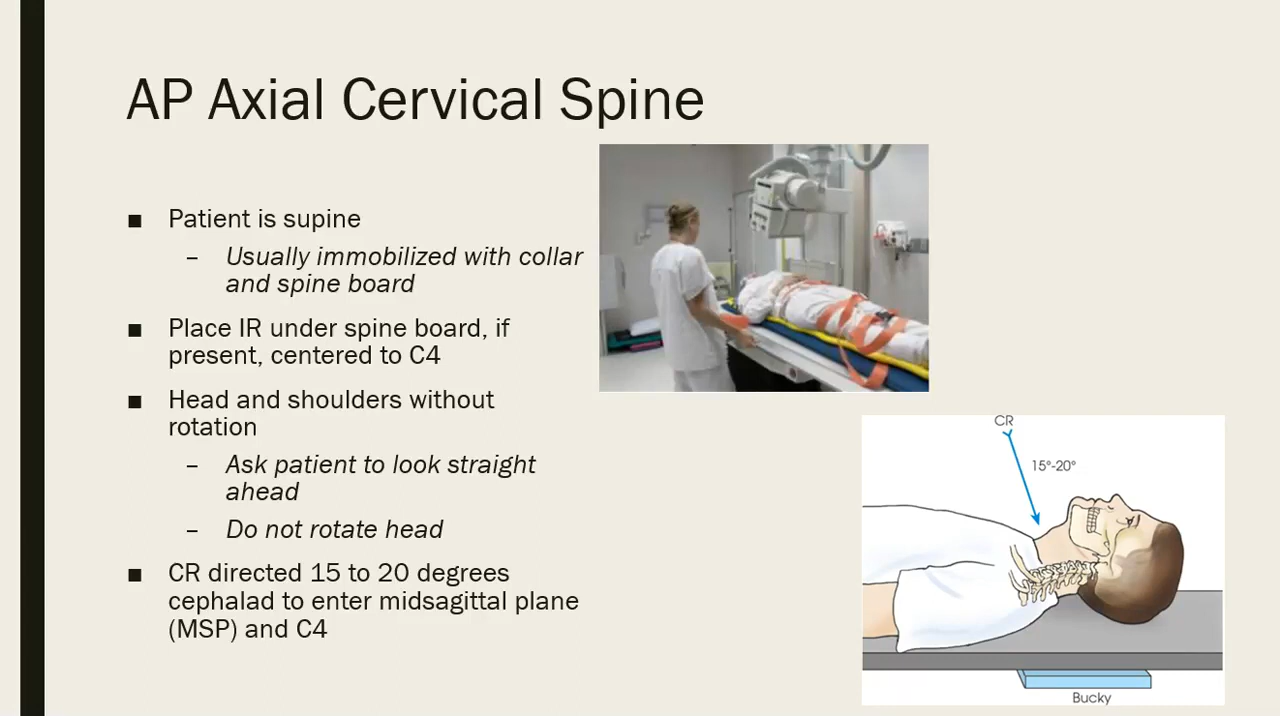 AP Axial Cervical Spine
■ Patient is supine
– Usually immobilized with collar
and spine board
■ Place IR under spine board, if
present, centered to C4
■ Head and shoulders without
rotation
– Ask patient to look straight
ahead
– Do not rotate head
■ CR directed 15 to 20 degrees
cephalad to enter midsagittal plane
(MSP) and C4
CR
15°-20°
Bucky